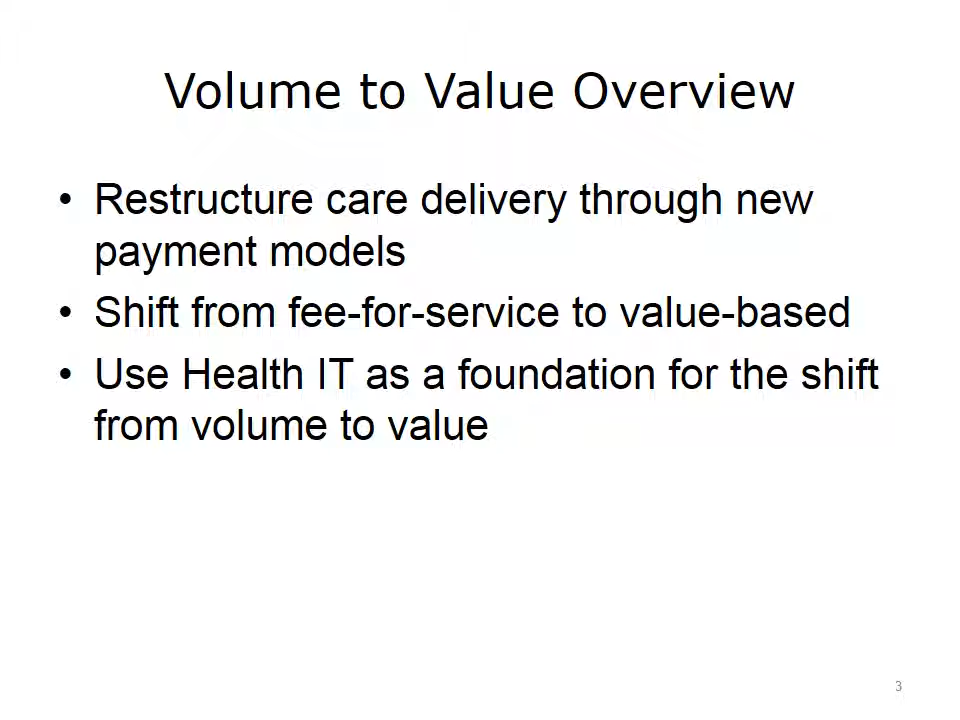 Volume to Value Overview
• Restructure care delivery through new
payment models
• Shift from fee-for-service to value-based
• Use Health IT as a foundation for the shift
from volume to value
3